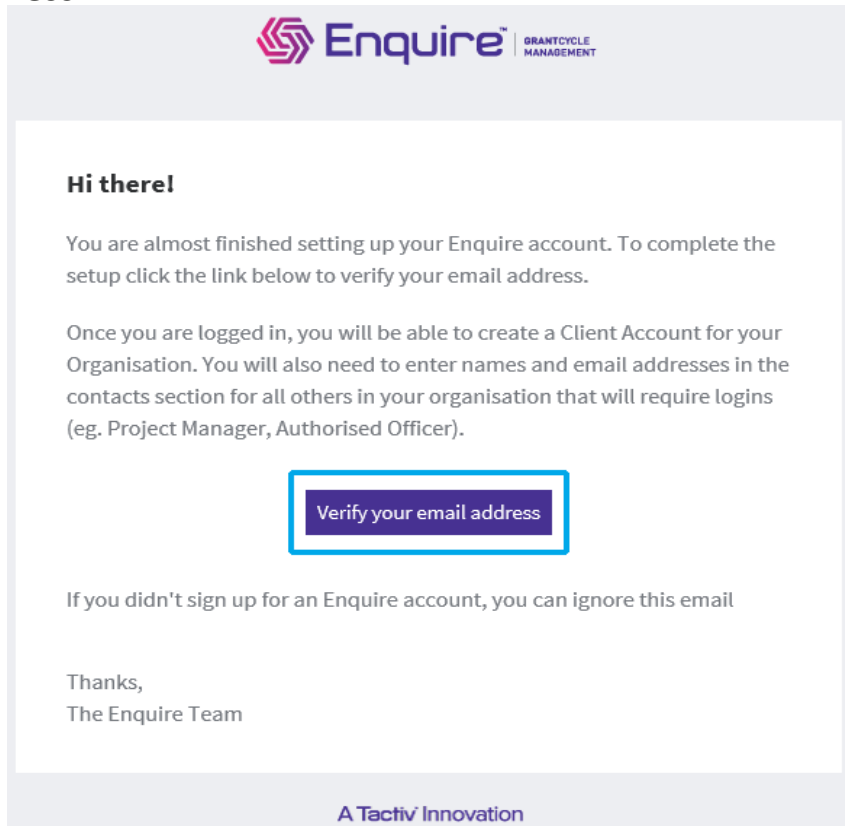 Enquire™ GRANTCYCLE
MANAGEMENT
Hi there!
You are almost finished setting up your Enquire account. To complete the
setup click the link below to verify your email address.
Once you are logged in, you will be able to create a Client Account for your
Organisation. You will also need to enter names and email addresses in the
contacts section for all others in your organisation that will require logins
(eg. Project Manager, Authorised Officer).
Verify your email address
If you didn't sign up for an Enquire account, you can ignore this email
Thanks,
The Enquire Team
A Tactiv Innovation